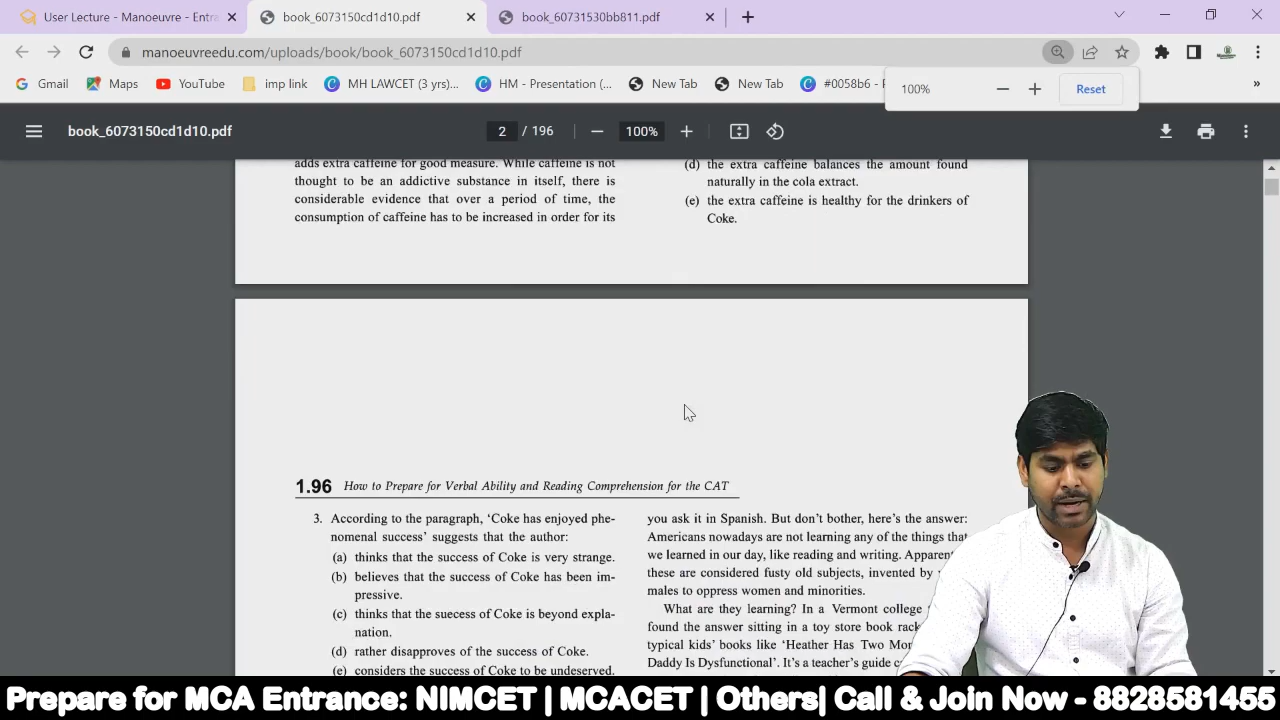 User Lecture - Manoeuvre - Entra
book_6073150cd1d10.pdf
book_60731530bb811.pdf
manoeuvreedu.com/uploads/book/book_6073150cd1d10.pdf
Gmail
Maps
YouTube
imp link
MH LAWCET (3 yrs)...
HM - Presentation (...
New Tab
New Tab
#0058b6 -
»
100%
Reset
book_6073150cd1d10.pdf
2 / 196
100%
adds extra caffeine for good measure. While caffeine is not
thought to be an addictive substance in itself, there is
considerable evidence that over a period of time, the
consumption of caffeine has to be increased in order for its
(d) the extra caffeine balances the amount found
naturally in the cola extract.
(e) the extra caffeine is healthy for the drinkers of
Coke.
1.96 How to Prepare for Verbal Ability and Reading Comprehension for the CAT
3. According to the paragraph, ‘Coke has enjoyed phe-
nomenal success’ suggests that the author:
(a) thinks that the success of Coke is very strange.
(b) believes that the success of Coke has been im-
pressive.
(c) thinks that the suecess of Coke is beyond expla-
nation.
(d) rather disapproves of the success of Coke.
(e) considers the success of Coke to be undeserved.
you ask it in Spanish. But don’t bother, here’s the answer:
Americans nowadays are not learning any of the things that
we learned in our day, like reading and writing.
these are considered fusty old subjects, invented by
males to oppress women and minorities.
What are they learning? In a Vermont college
found the answer sitting in a toy store book
typical kids’ books like ‘Heather Has Two
Daddy Is Dysfunctional’. It’s a teacher’s guide
Prepare for MCA Entrance: NIMCET | MCACET | Others| Call & Join Now - 8828581455